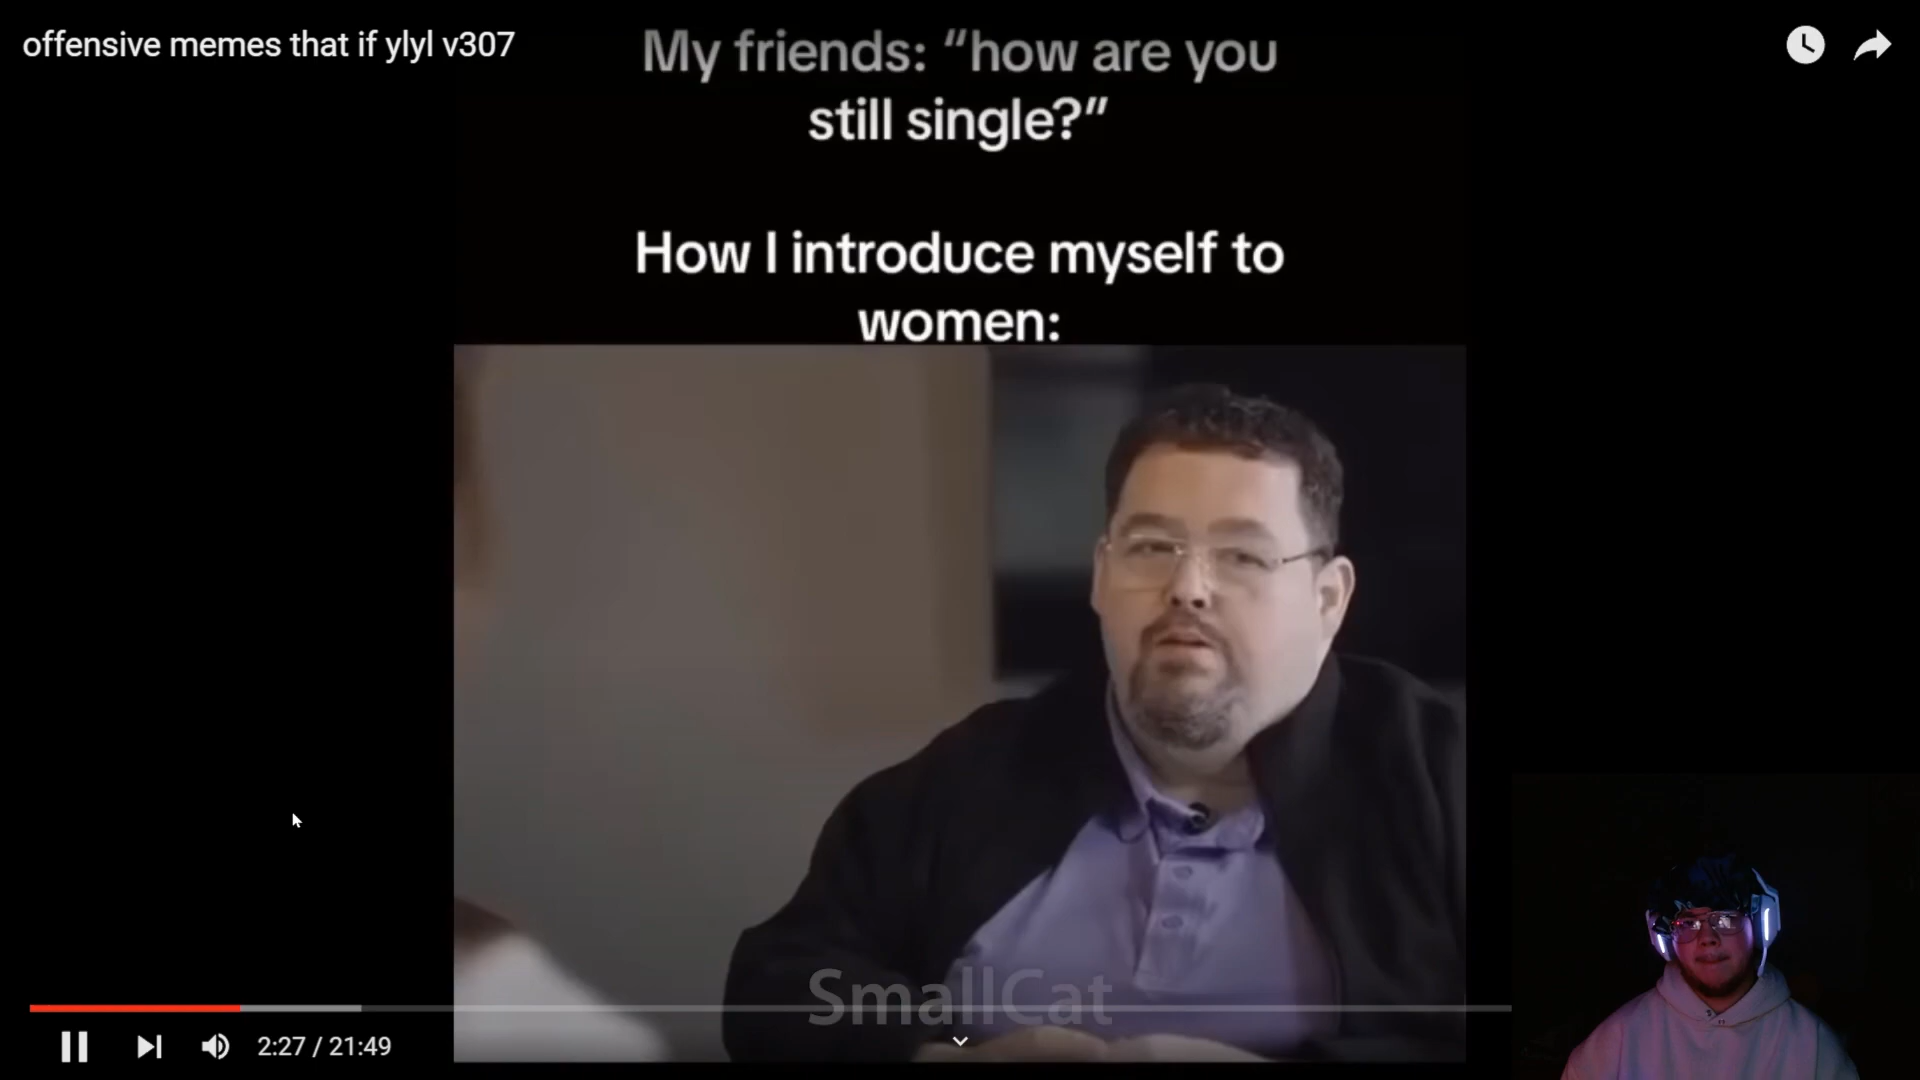 offensive memes that if ylyl v307
My friends: “how are you
still single?”
How I introduce myself to
women:
SmallCat
2:27 / 21:49